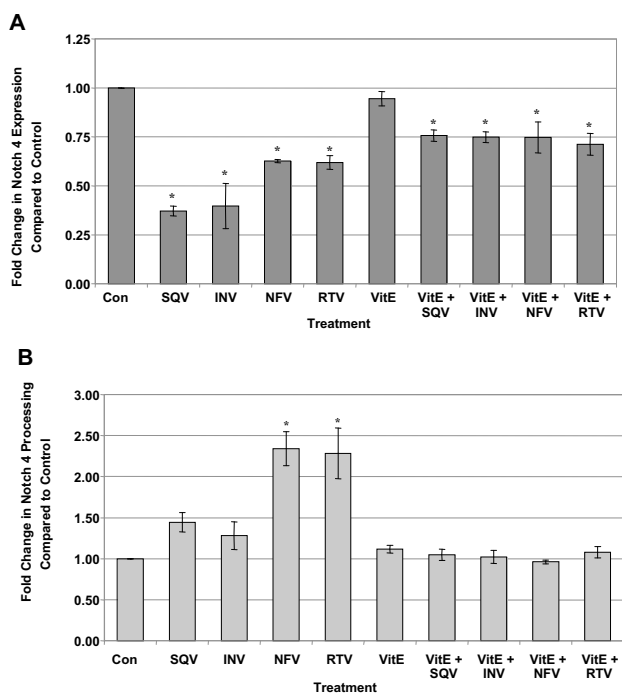 A
Fold Change in Notch 4 Expression
Compared to Control
1.25
1.00
0.75
0.50
0.25
0.00
* * * * * * * *
Con SQV INV NFV RTV VitE VitE + VitE + VitE + VitE +
SQV INV NFV RTV
Treatment
B
Fold Change in Notch 4 Processing
Compared to Control
3.00
2.50
2.00
1.50
1.00
0.50
0.00
* *
Con SQV INV NFV RTV VitE VitE + VitE + VitE + VitE +
SQV INV NFV RTV
Treatment